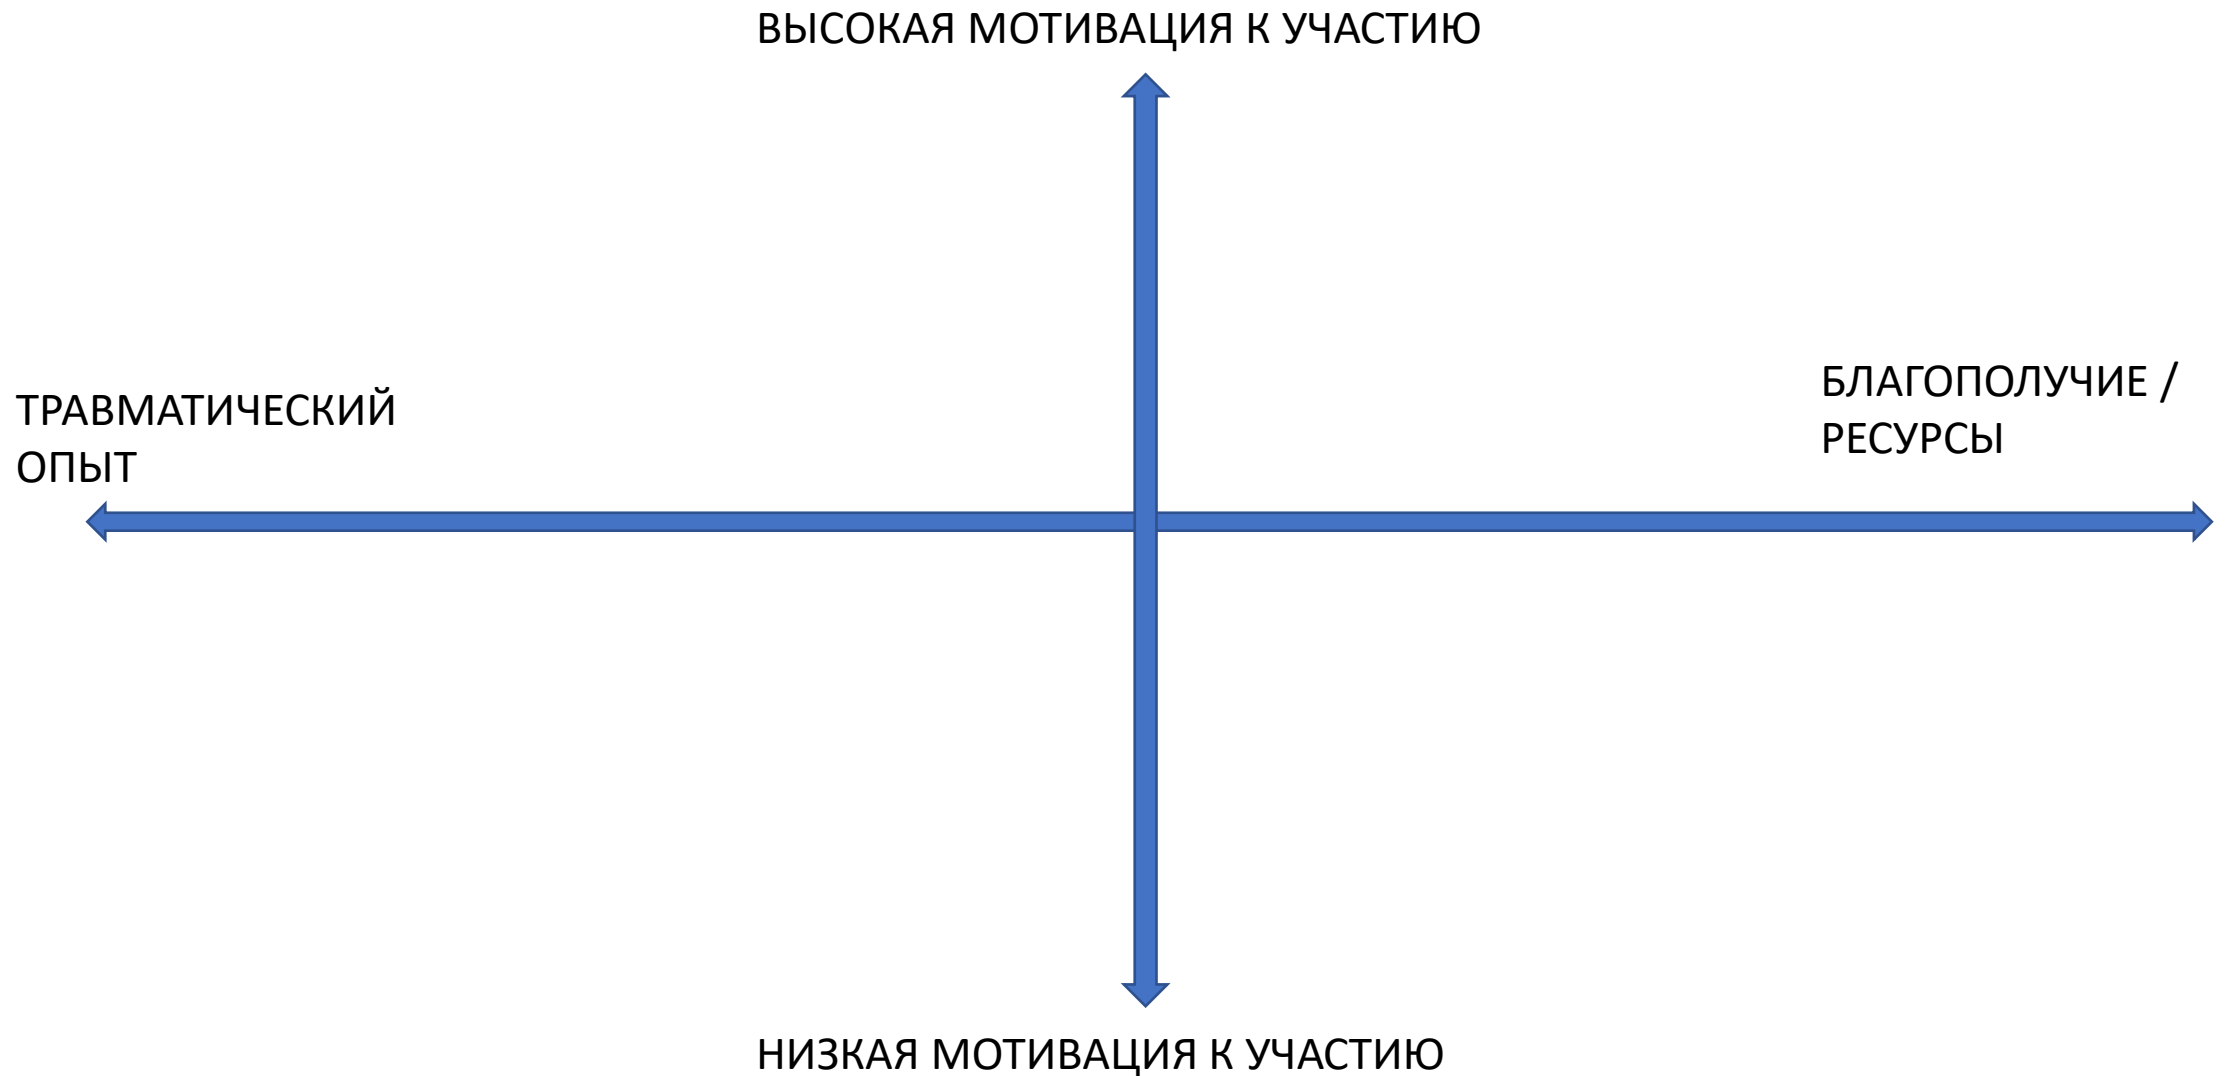 ВЫСОКАЯ МОТИВАЦИЯ К УЧАСТИЮ
ТРАВМАТИЧЕСКИЙ
ОПЫТ
БЛАГОПОЛУЧИЕ /
РЕСУРСЫ
НИЗКАЯ МОТИВАЦИЯ К УЧАСТИЮ